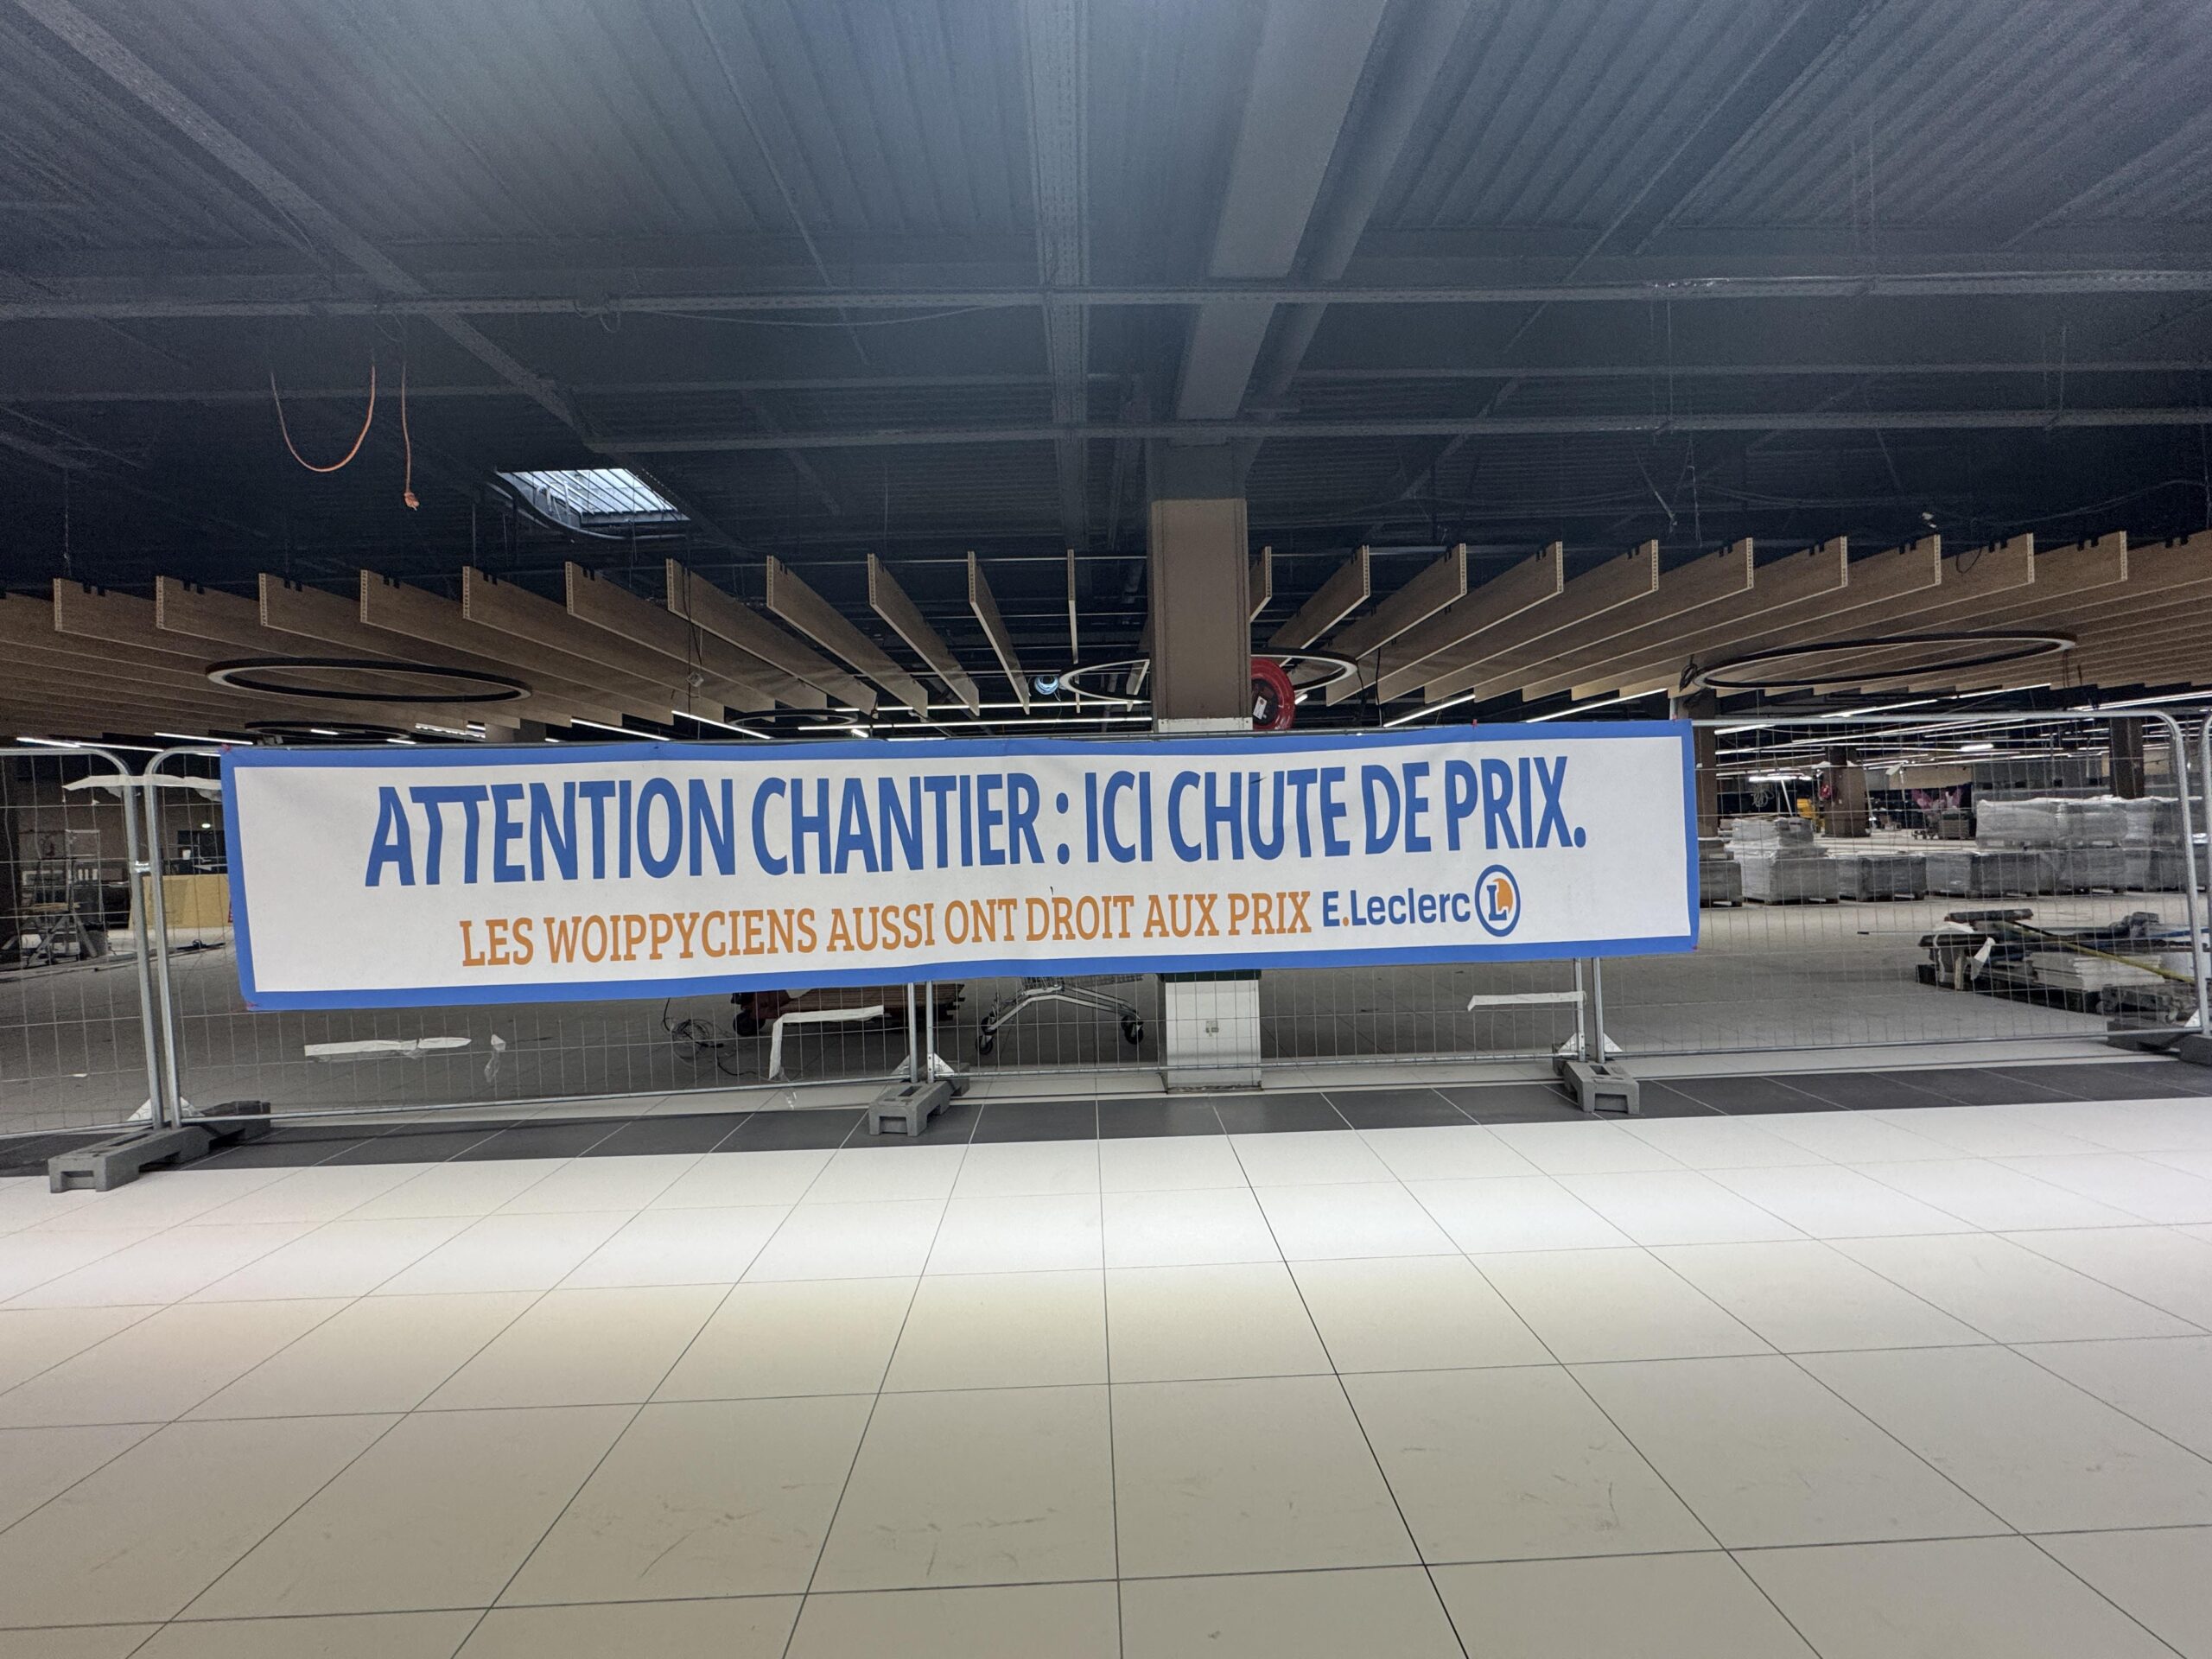 ATTENTION CHANTIER : ICI CHUTE DE PRIX.
LES WOIPPYCIENS AUSSI ONT DROIT AUX PRIX E.Leclerc L